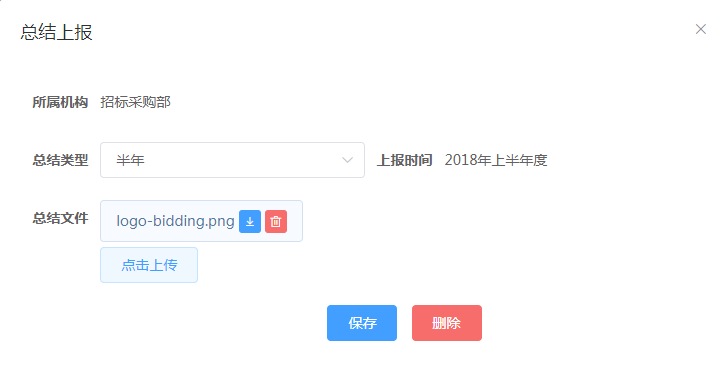 总结上报
所属机构 招标采购部
总结类型 半年 上报时间 2018年上半年度
总结文件 logo-bidding.png
点击上传
保存 删除